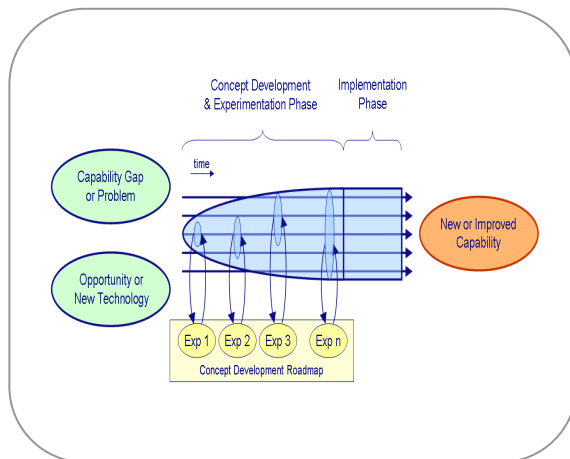 Concept Development
& Experimentation Phase
Implementation
Phase
time
Capability Gap
or Problem
New or Improved
Capability
Opportunity or
New Technology
Exp 1
Exp 2
Exp 3
Exp n
Concept Development Roadmap